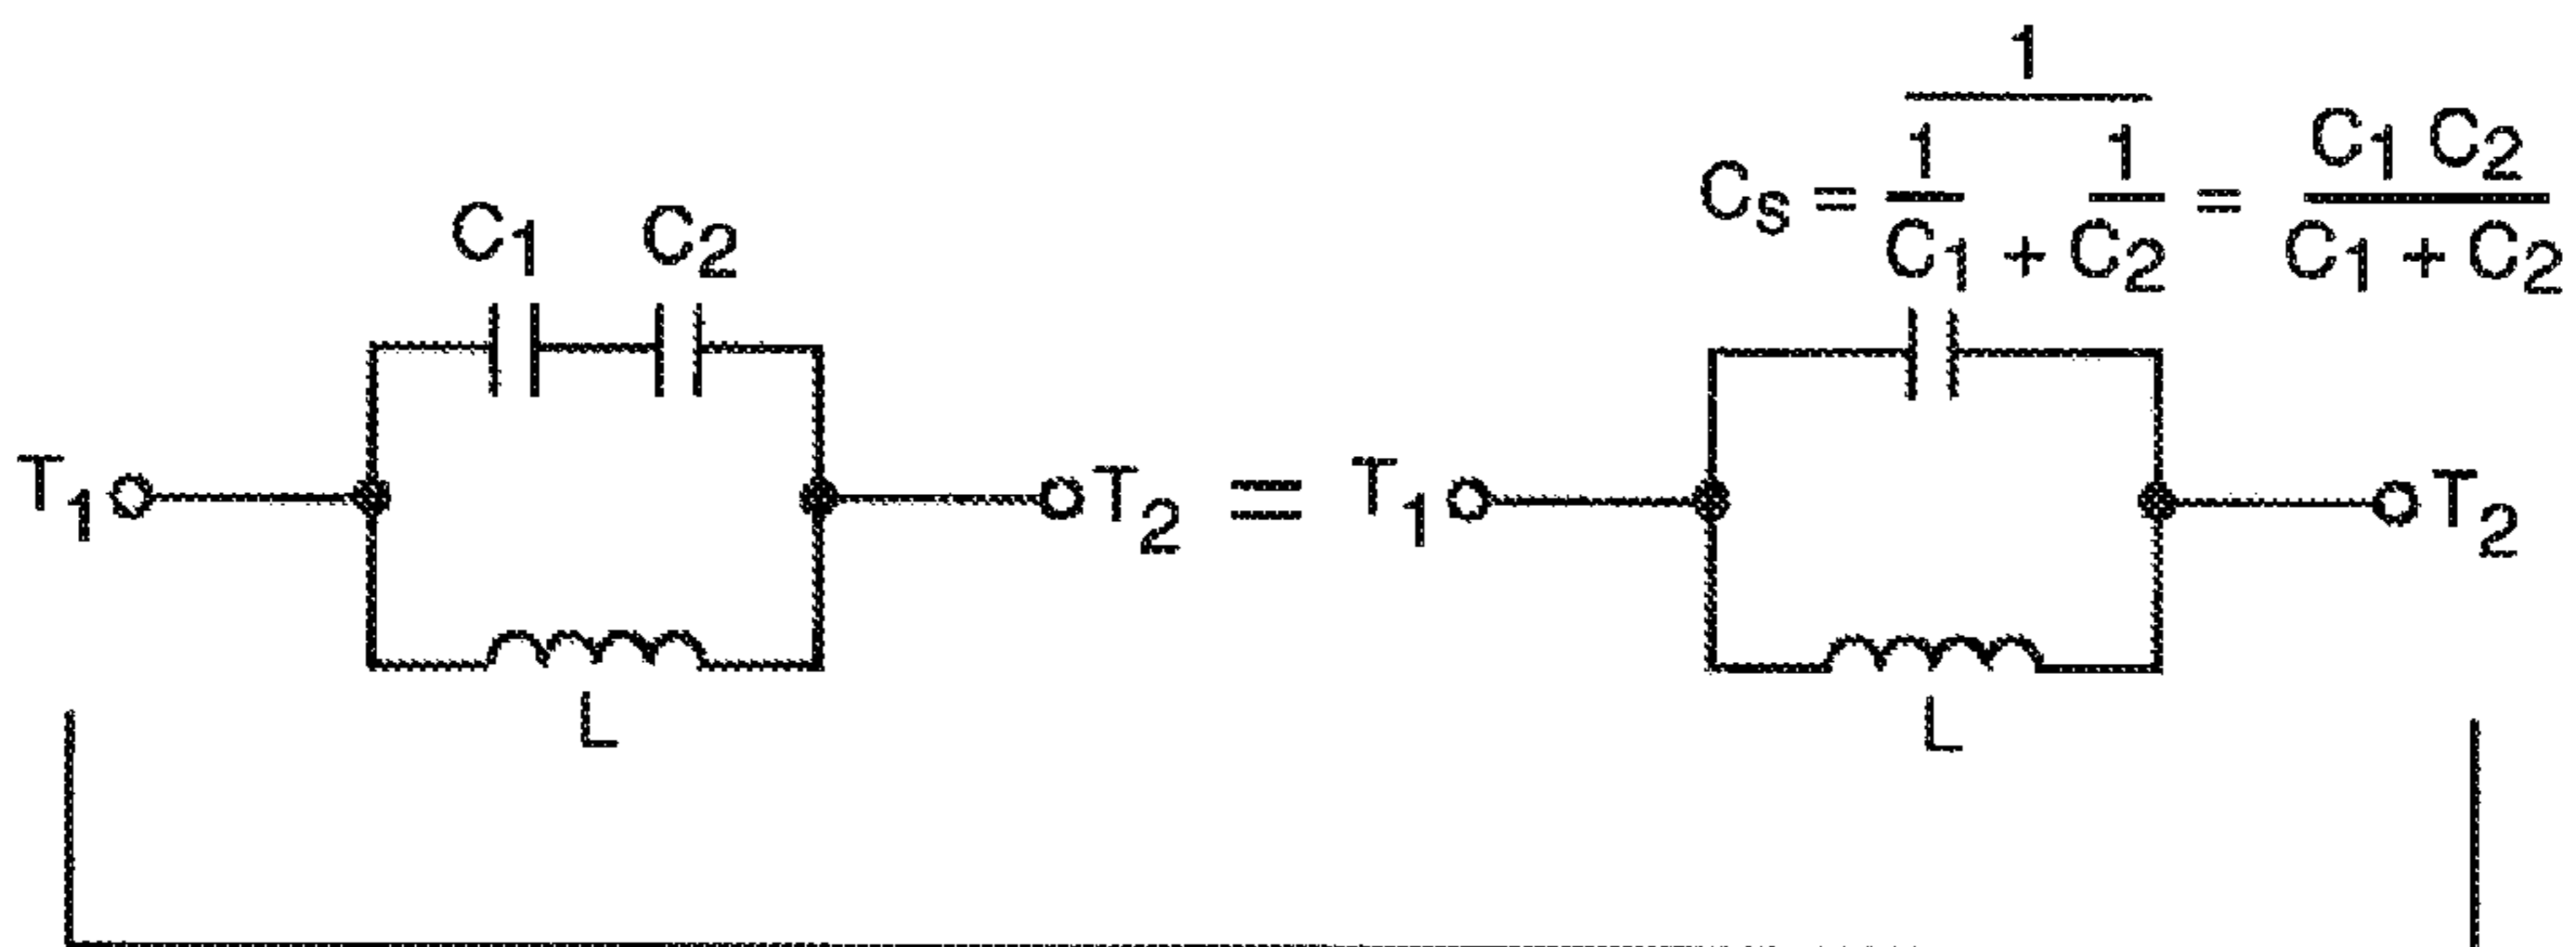 C1 C2
T1 T2 = T1 T2
L L
Cs = 1 / (1/C1 + 1/C2) = C1 C2 / (C1 + C2)